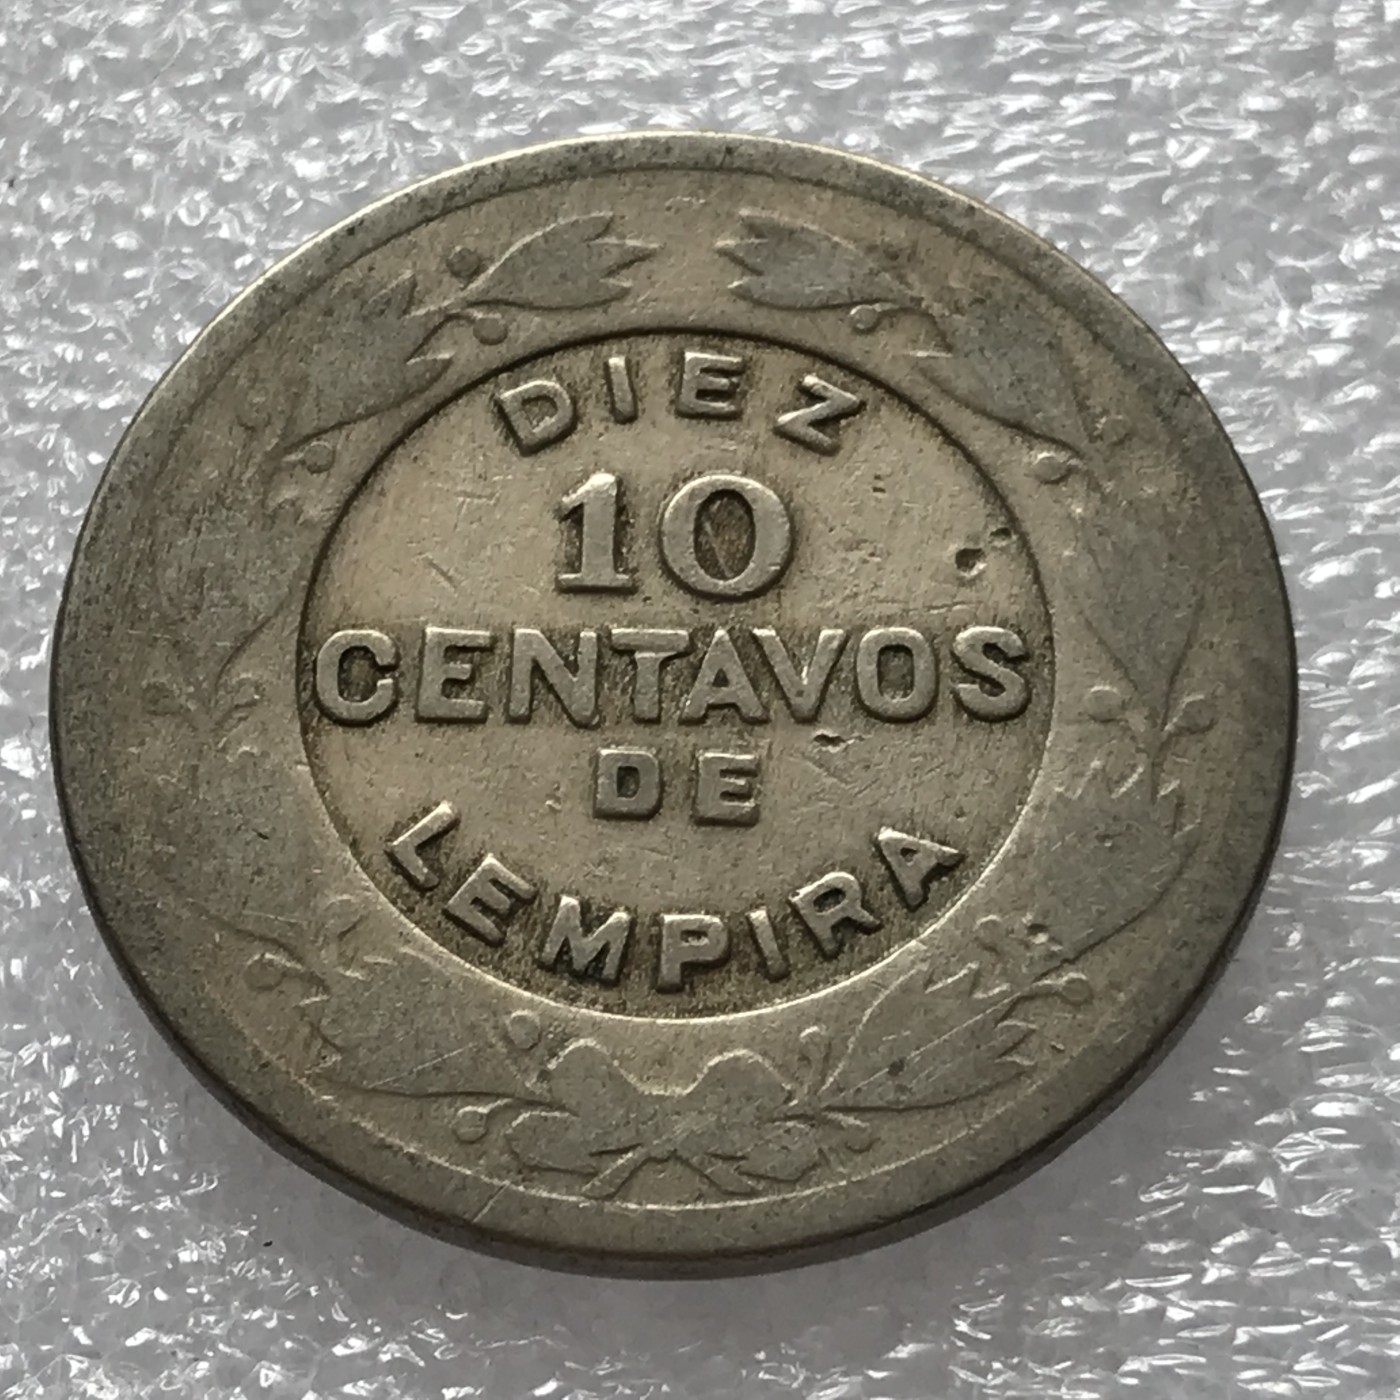 DIEZ
10
CENTAVOS
DE
LEMPIRA